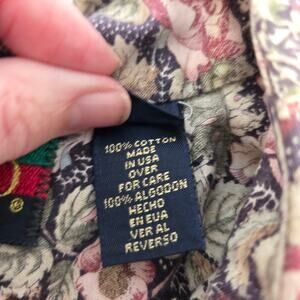 100% COTTON
MADE
IN USA
OVER
FOR CARE
100% ALGODON
HECHO
EN EUA
VER AL
REVERSO
®